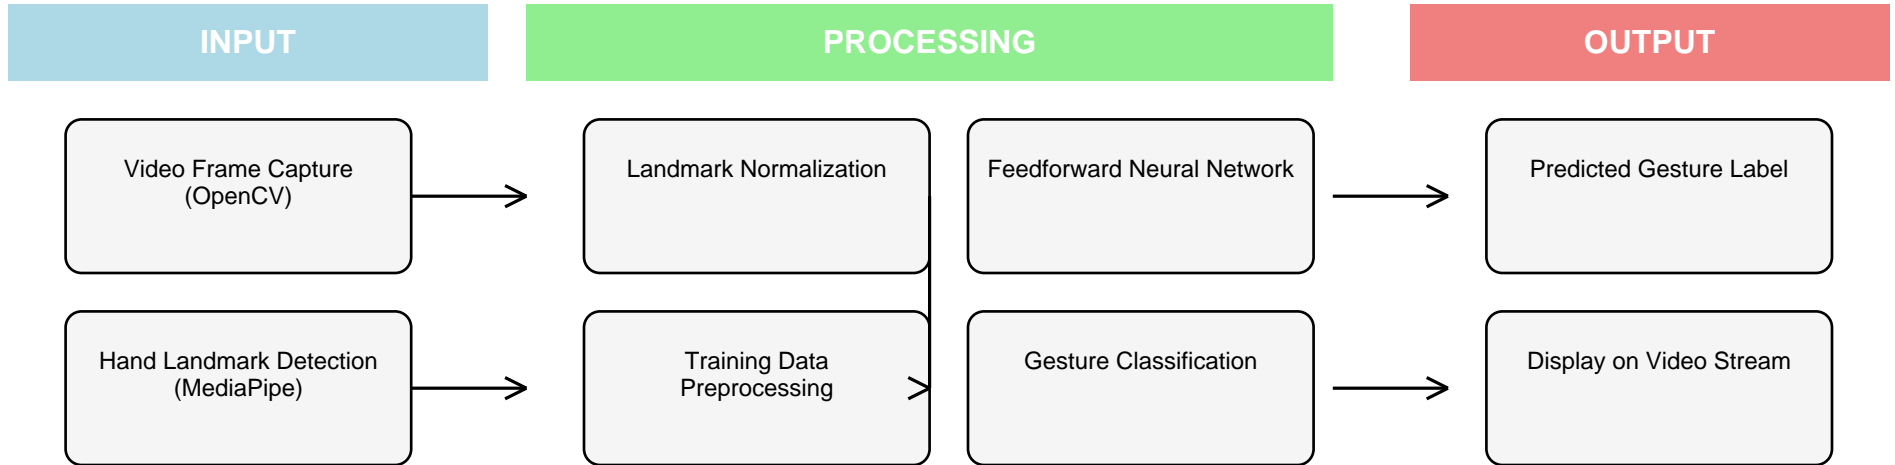 INPUT
PROCESSING
OUTPUT
Video Frame Capture
(OpenCV)
Landmark Normalization
Feedforward Neural Network
Predicted Gesture Label
Hand Landmark Detection
(MediaPipe)
Training Data
Preprocessing
Gesture Classification
Display on Video Stream